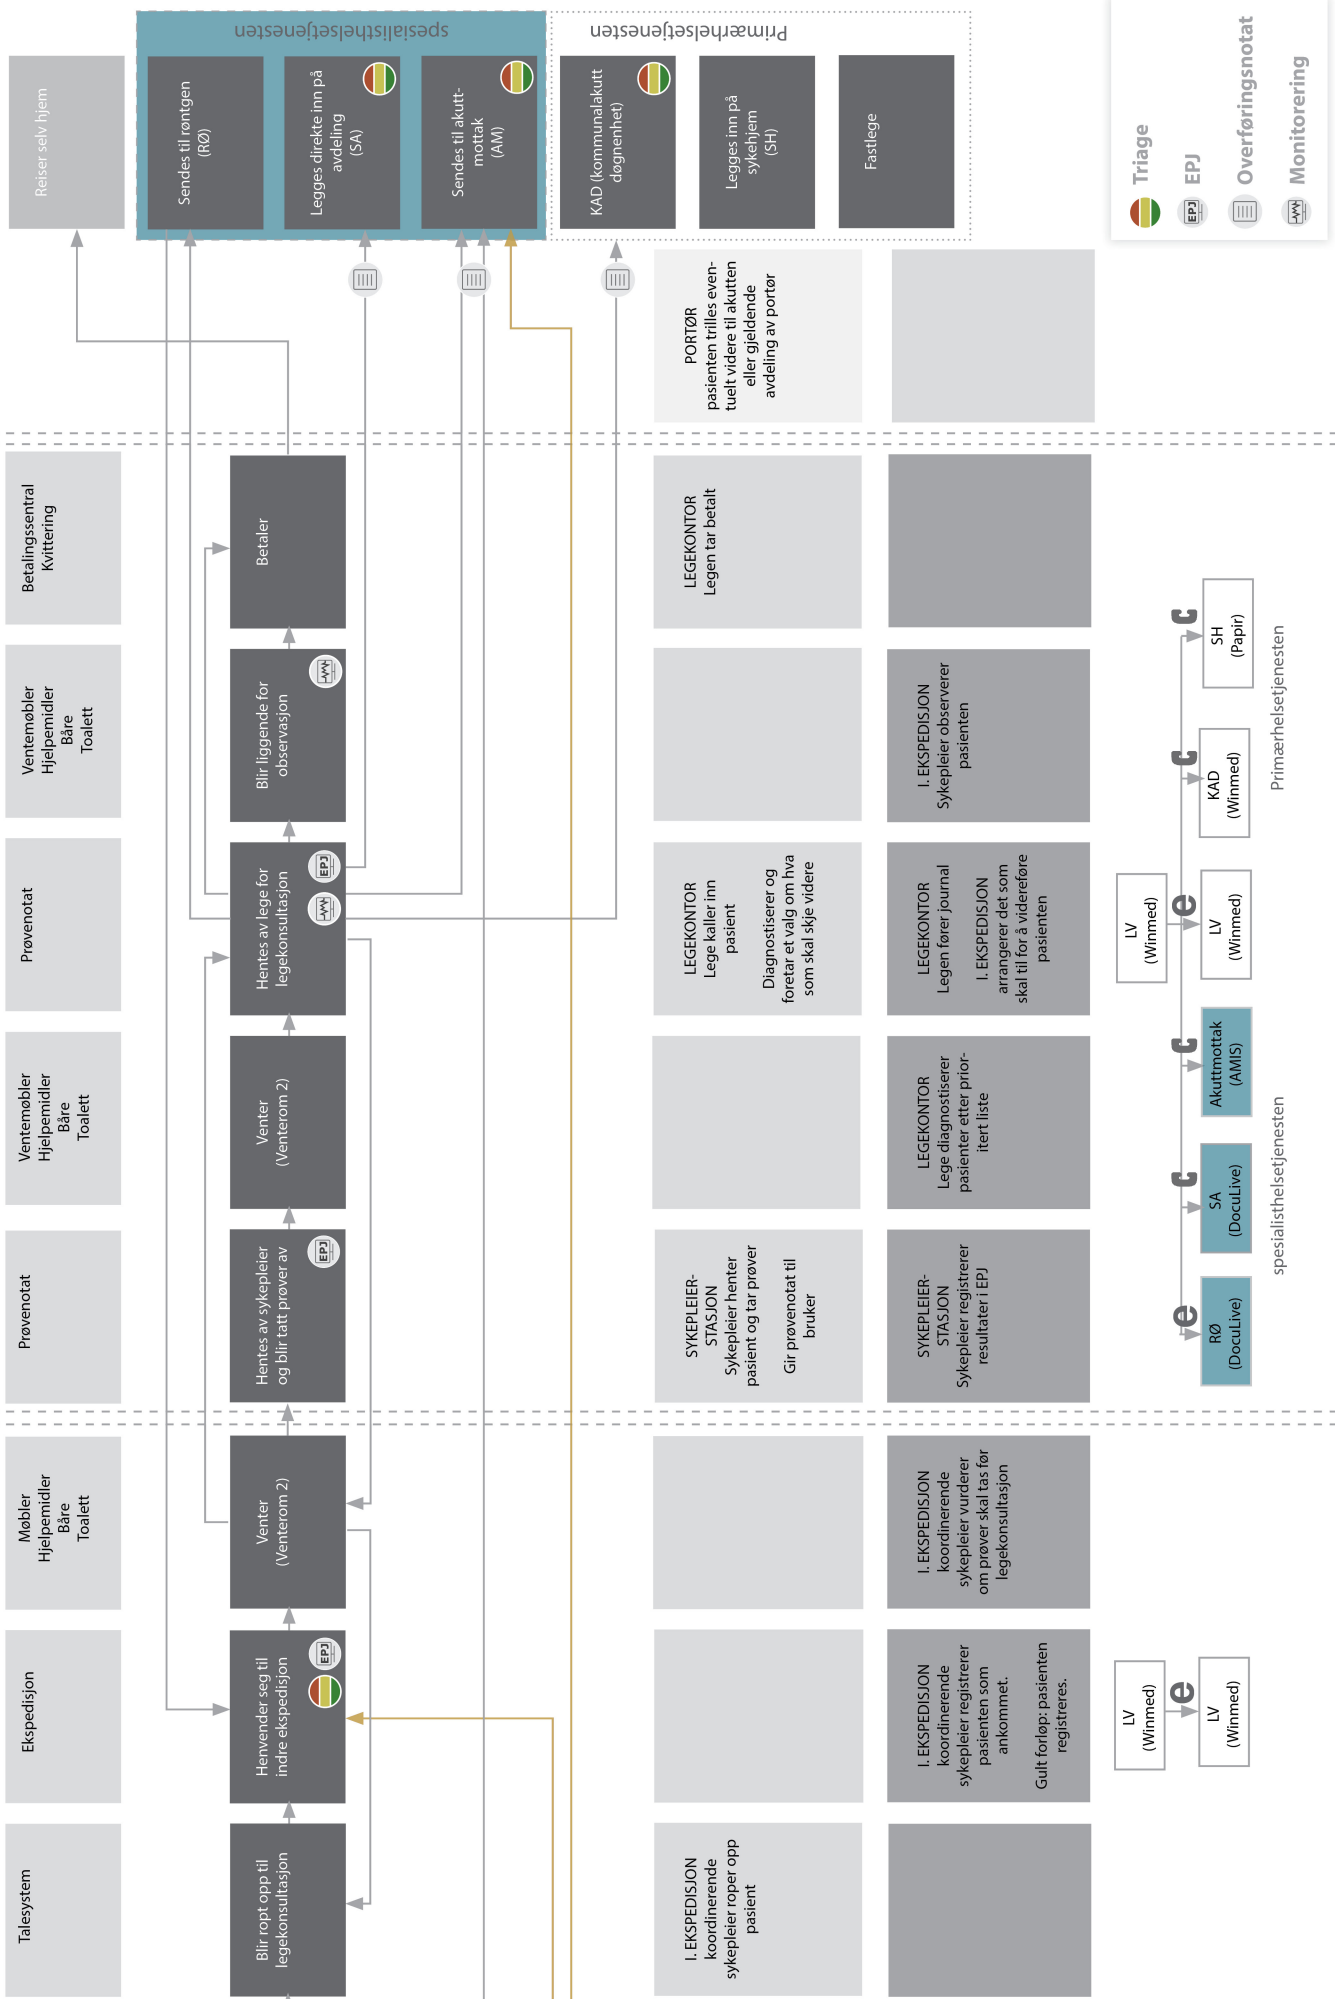 Talesystem
Ekspedisjon
Møbler
Hjelpemidler
Båre
Toalett
Prøvenotat
Ventemøbler
Hjelpemidler
Båre
Toalett
Prøvenotat
Ventemøbler
Hjelpemidler
Båre
Toalett
Betalingssentral
Kvittering
Reiser selv hjem
Blir ropt opp til
legekonsultasjon
Henvender seg til
indre ekspedisjon
EPJ
Venter
(Venterom 2)
Hentes av sykepleier
og blir tatt prøver av
EPJ
Venter
(Venterom 2)
Hentes av lege for
legekonsultasjon
EPJ
Blir liggende for
observasjon
Betaler
spesialisthelsetjenesten
Sendes til røntgen
(RØ)
Legges direkte inn på
avdeling
(SA)
Sendes til akutt-
mottak
(AM)
Primærhelsetjenesten
KAD (kommunalakutt
døgnenhet)
Legges inn på
sykehjem
(SH)
Fastlege
I. EKSPEDISJON
koordinerende
sykepleier roper opp
pasient
SYKEPLEIER-
STASJON
Sykepleier henter
pasient og tar prøver
Gir prøvenotat til
bruker
LEGEKONTOR
Lege kaller inn
pasient
Diagnostiserer og
foretar et valg om hva
som skal skje videre
LEGEKONTOR
Legen tar betalt
PORTØR
pasienten trilles even-
tuelt videre til akutten
eller gjeldende
avdeling av portør
I. EKSPEDISJON
koordinerende
sykepleier registrerer
pasienten som
ankommet.
Gult forløp: pasienten
registreres.
I. EKSPEDISJON
koordinerende
sykepleier vurderer
om prøver skal tas før
legekonsultasjon
SYKEPLEIER-
STASJON
Sykepleier registrerer
resultater i EPJ
LEGEKONTOR
Lege diagnostiserer
pasienter etter prior-
itert liste
LEGEKONTOR
Legen fører journal
I. EKSPEDISJON
arrangerer det som
skal til for å videreføre
pasienten
I. EKSPEDISJON
Sykepleier observerer
pasienten
LV
(Winmed)
e
LV
(Winmed)
LV
(Winmed)
e
RØ
(DocuLive)
c
SA
(DocuLive)
c
Akuttmottak
(AMIS)
e
LV
(Winmed)
c
KAD
(Winmed)
c
SH
(Papir)
spesialisthelsetjenesten
Primærhelsetjenesten
Triage
EPJ
EPJ
Overføringsnotat
Monitorering